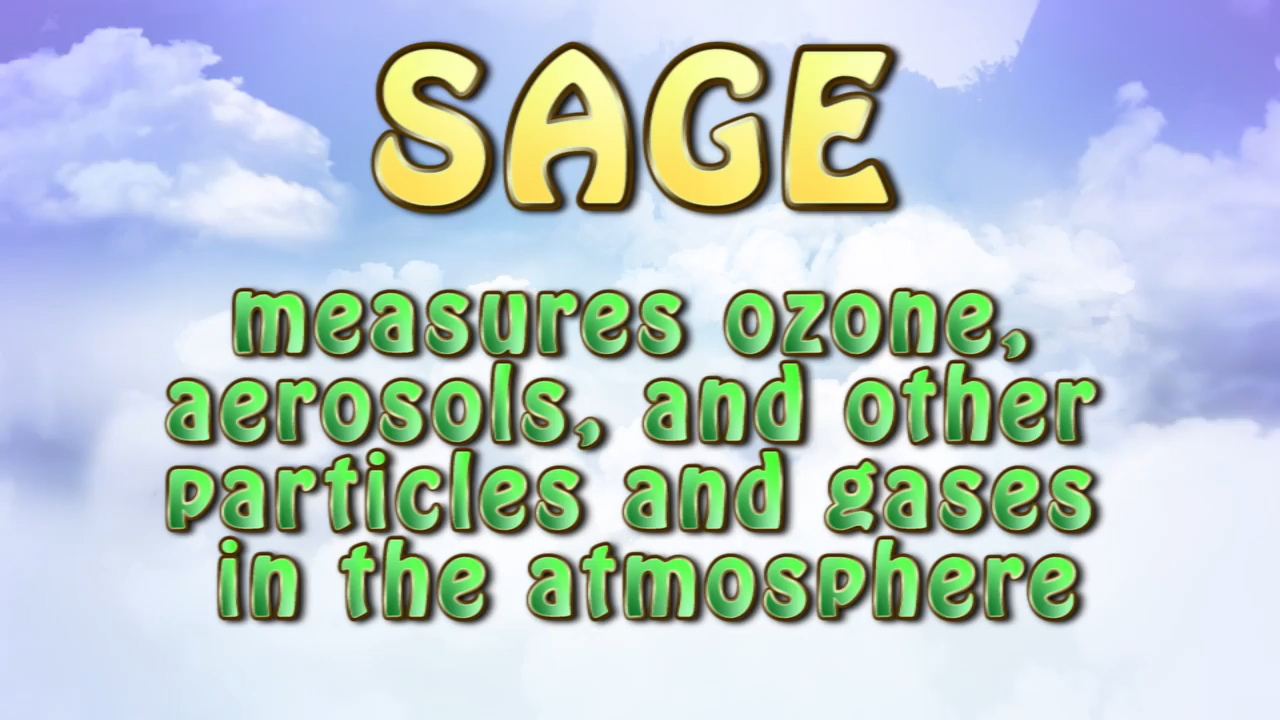 SAGE
measures ozone,
aerosols, and other
particles and gases
in the atmosphere